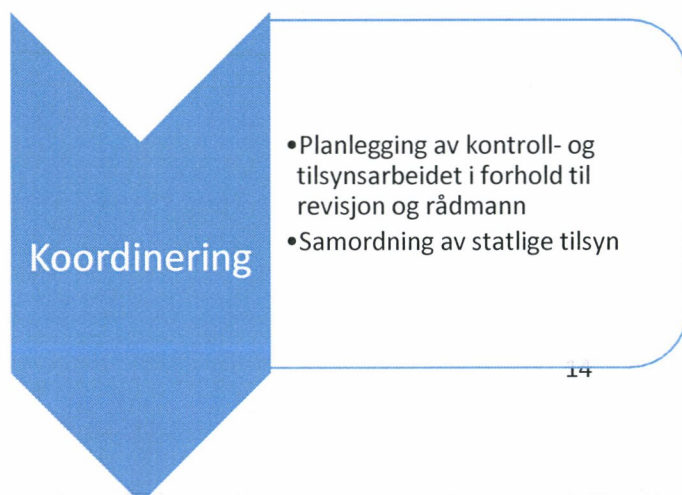 Koordinering
•Planlegging av kontroll- og
tilsynsarbeidet i forhold til
revisjon og rådmann
•Samordning av statlige tilsyn
14